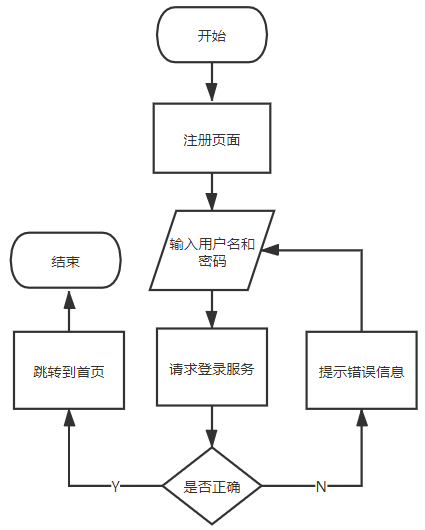 开始
注册页面
输入用户名和
密码
结束
跳转到首页
请求登录服务
提示错误信息
Y
是否正确
N